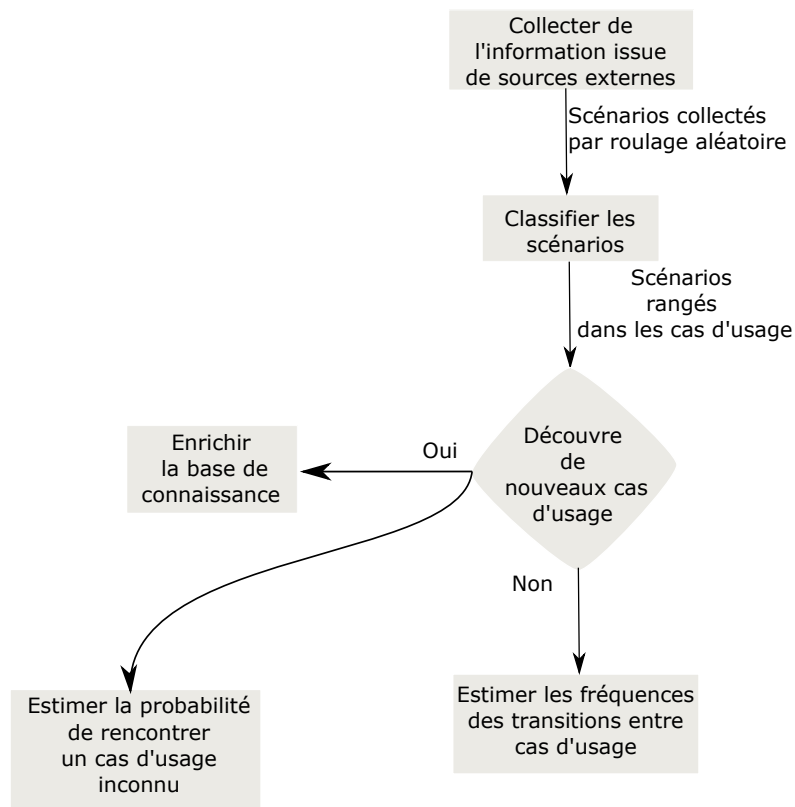 Collecter de
l'information issue
de sources externes
Scénarios collectés
par roulage aléatoire
Classifier les
scénarios
Scénarios
rangés
dans les cas d'usage
Découvre
de
nouveaux cas
d'usage
Oui
Enrichir
la base de
connaissance
Non
Estimer la probabilité
de rencontrer
un cas d'usage
inconnu
Estimer les fréquences
des transitions entre
cas d'usage